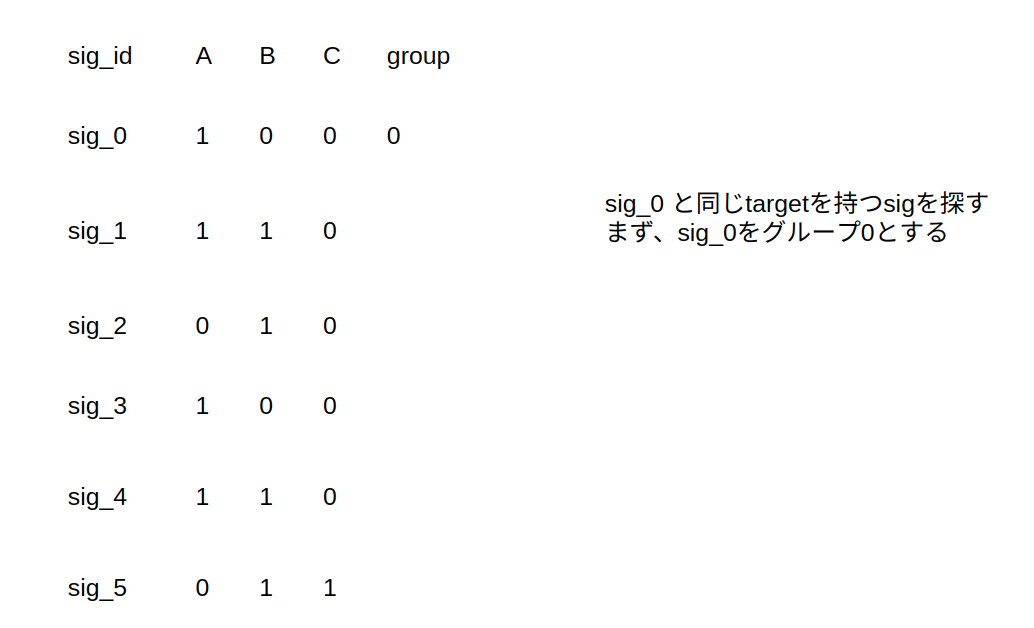 sig_id A B C group
sig_0 1 0 0 0
sig_1 1 1 0
sig_0 と同じtargetを持つsigを探す
まず、sig_0をグループ0とする
sig_2 0 1 0
sig_3 1 0 0
sig_4 1 1 0
sig_5 0 1 1